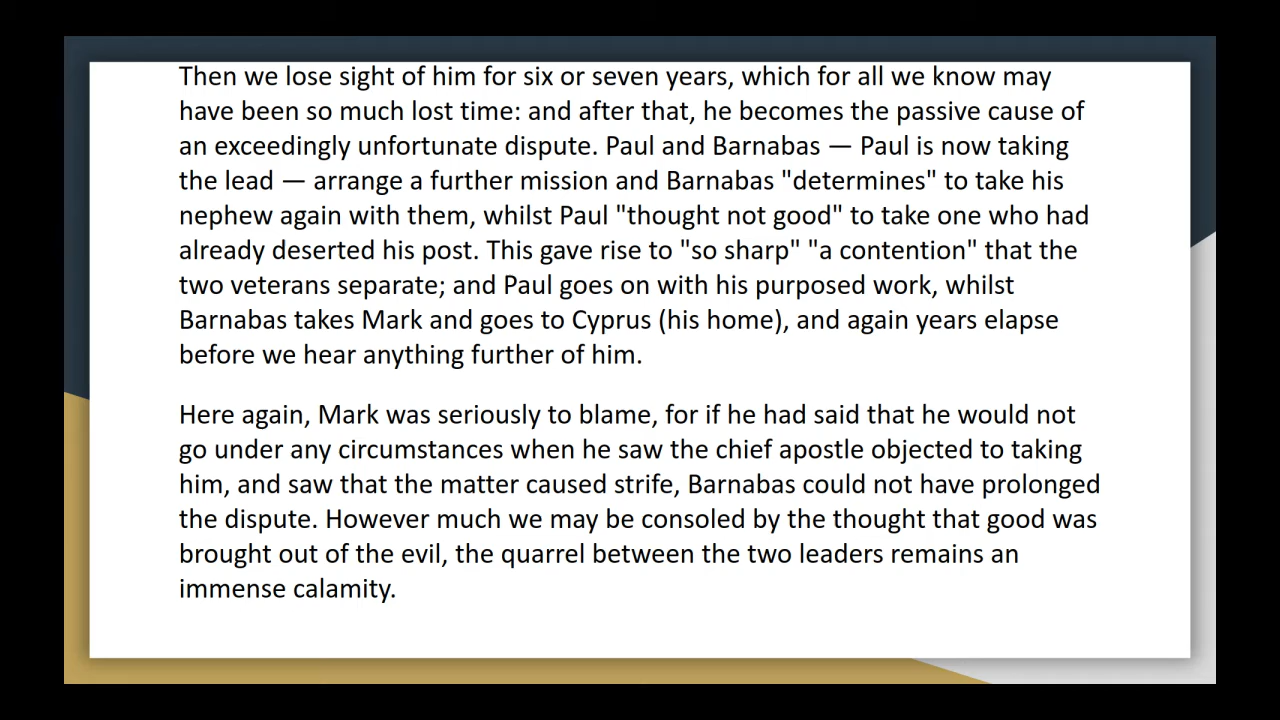 Then we lose sight of him for six or seven years, which for all we know may
have been so much lost time: and after that, he becomes the passive cause of
an exceedingly unfortunate dispute. Paul and Barnabas — Paul is now taking
the lead — arrange a further mission and Barnabas "determines" to take his
nephew again with them, whilst Paul "thought not good" to take one who had
already deserted his post. This gave rise to "so sharp" "a contention" that the
two veterans separate; and Paul goes on with his purposed work, whilst
Barnabas takes Mark and goes to Cyprus (his home), and again years elapse
before we hear anything further of him.
Here again, Mark was seriously to blame, for if he had said that he would not
go under any circumstances when he saw the chief apostle objected to taking
him, and saw that the matter caused strife, Barnabas could not have prolonged
the dispute. However much we may be consoled by the thought that good was
brought out of the evil, the quarrel between the two leaders remains an
immense calamity.